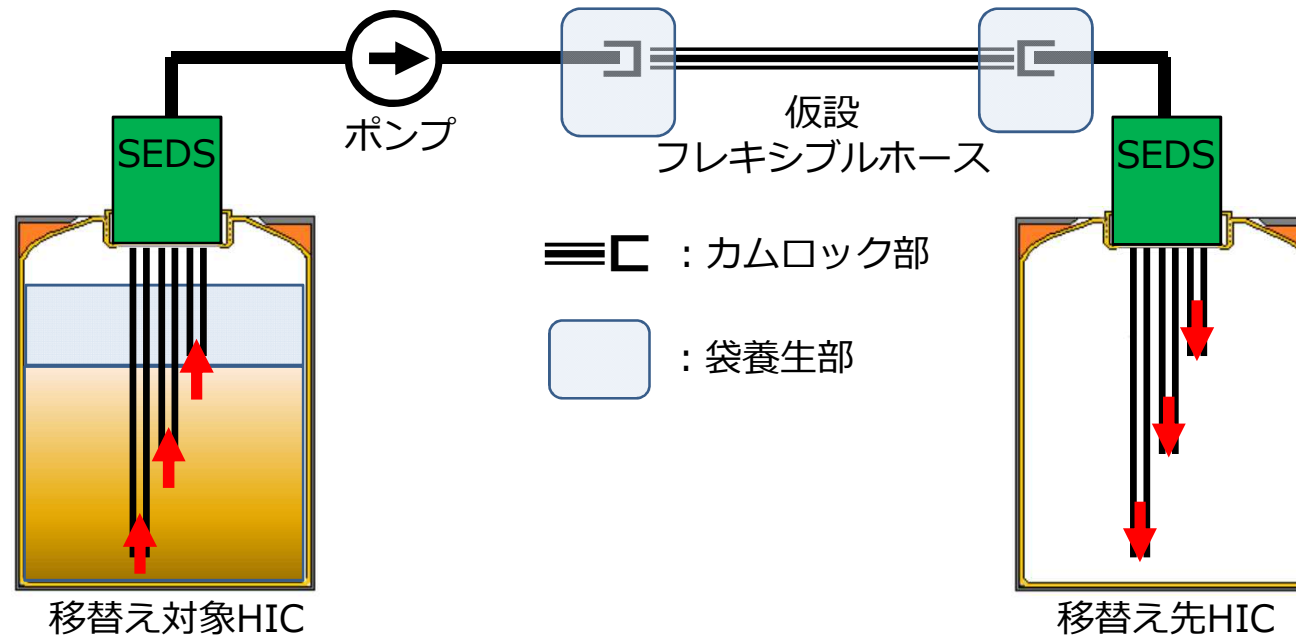 ポンプ
仮設
フレキシブルホース
SEDS
SEDS
：カムロック部
：袋養生部
移替え対象HIC
移替え先HIC